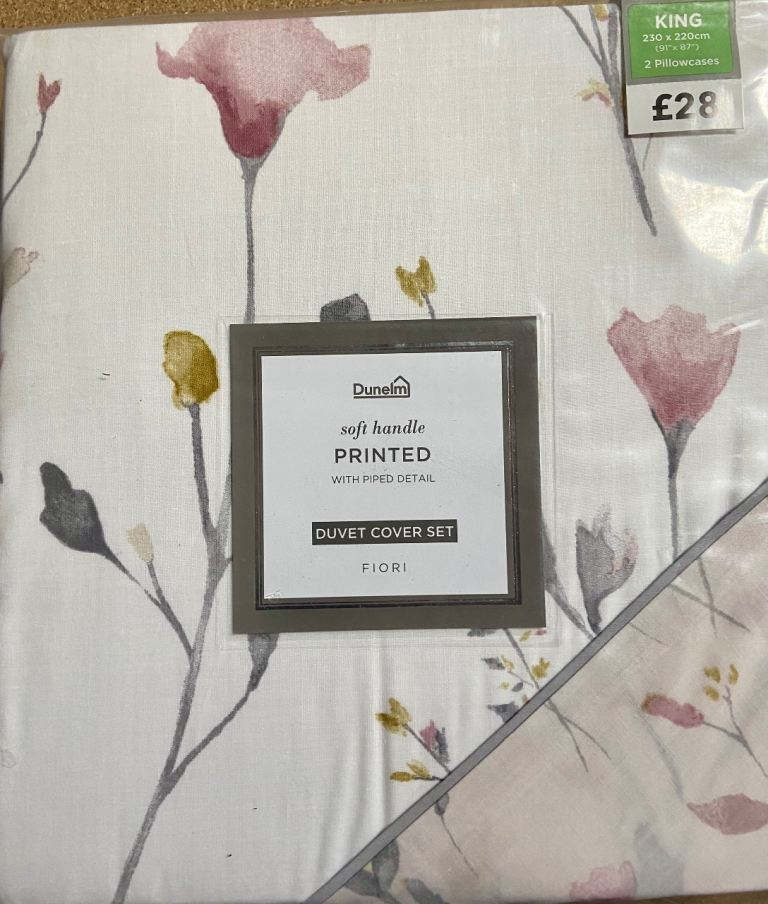 KING
230 x 220cm
(91"x 87")
2 Pillowcases
£28
Dunelm
soft handle
PRINTED
WITH PIPED DETAIL
DUVET COVER SET
FIORI